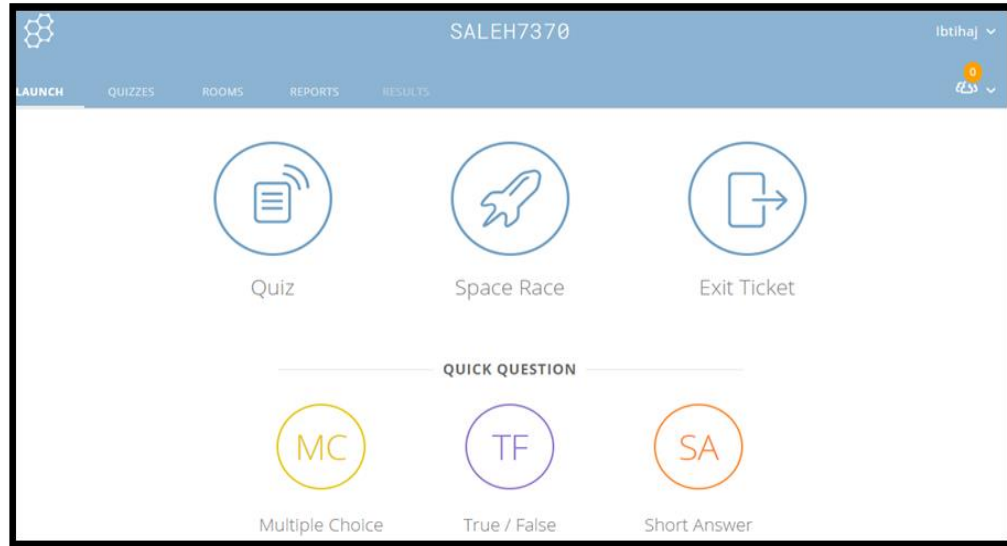 SALEH7370
Ibtihaj
0
LAUNCH QUIZZES ROOMS REPORTS RESULTS
Quiz Space Race Exit Ticket
QUICK QUESTION
MC TF SA
Multiple Choice True / False Short Answer